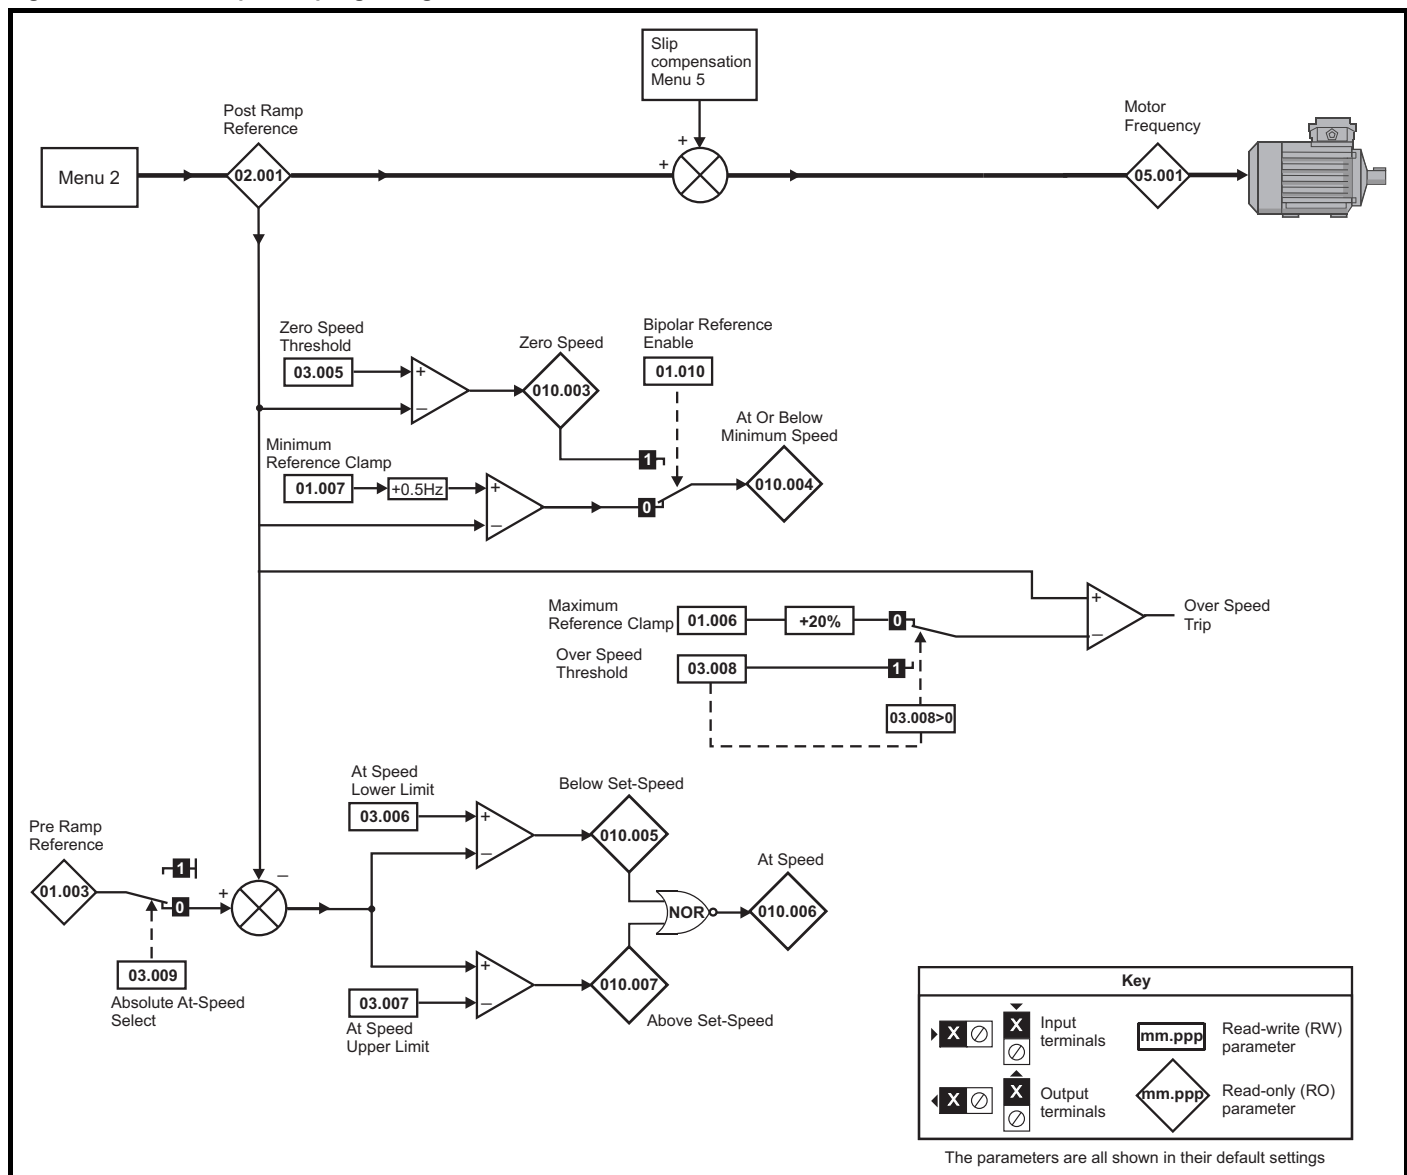 Slip
compensation
Menu 5
Post Ramp
Reference
Motor
Frequency
Menu 2
02.001
+
+
05.001
Zero Speed
Threshold
03.005
+
–
Zero Speed
010.003
Bipolar Reference
Enable
01.010
At Or Below
Minimum Speed
1
Minimum
Reference Clamp
01.007
+0.5Hz
+
–
0
010.004
Maximum
Reference Clamp
01.006
+20%
0
+
–
Over Speed
Trip
Over Speed
Threshold
03.008
1
03.008>0
At Speed
Lower Limit
03.006
+
–
Below Set-Speed
010.005
Pre Ramp
Reference
01.003
1
0
+
–
03.009
Absolute At-Speed
Select
NOR
At Speed
010.006
+
–
03.007
At Speed
Upper Limit
010.007
Above Set-Speed
Key
X
X
Input
terminals
mm.ppp
Read-write (RW)
parameter
X
X
Output
terminals
mm.ppp
Read-only (RO)
parameter
The parameters are all shown in their default settings